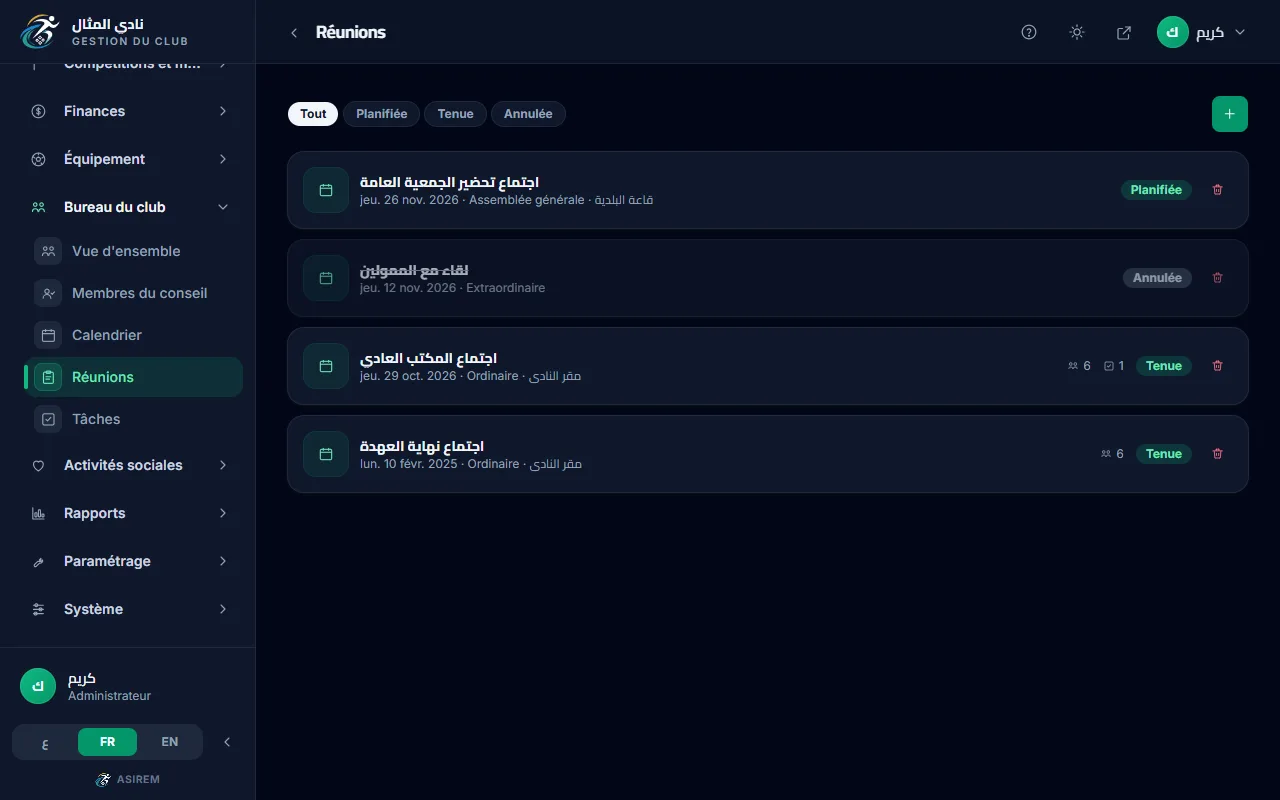 نادي المثال
GESTION DU CLUB
Compétitions et m...
Finances
Équipement
Bureau du club
Vue d'ensemble
Membres du conseil
Calendrier
Réunions
Tâches
Activités sociales
Rapports
Paramétrage
Système
ك
كريم
Administrateur
ع
FR
EN
ASIREM
Réunions
ك
كريم
Tout
Planifiée
Tenue
Annulée
اجتماع تحضير الجمعية العامة
jeu. 26 nov. 2026 · Assemblée générale · قاعة البلدية
Planifiée
لقاء مع الممولين
jeu. 12 nov. 2026 · Extraordinaire
Annulée
اجتماع المكتب العادي
jeu. 29 oct. 2026 · Ordinaire · مقر النادي
6
1
Tenue
اجتماع نهاية العهدة
lun. 10 févr. 2025 · Ordinaire · مقر النادي
6
Tenue